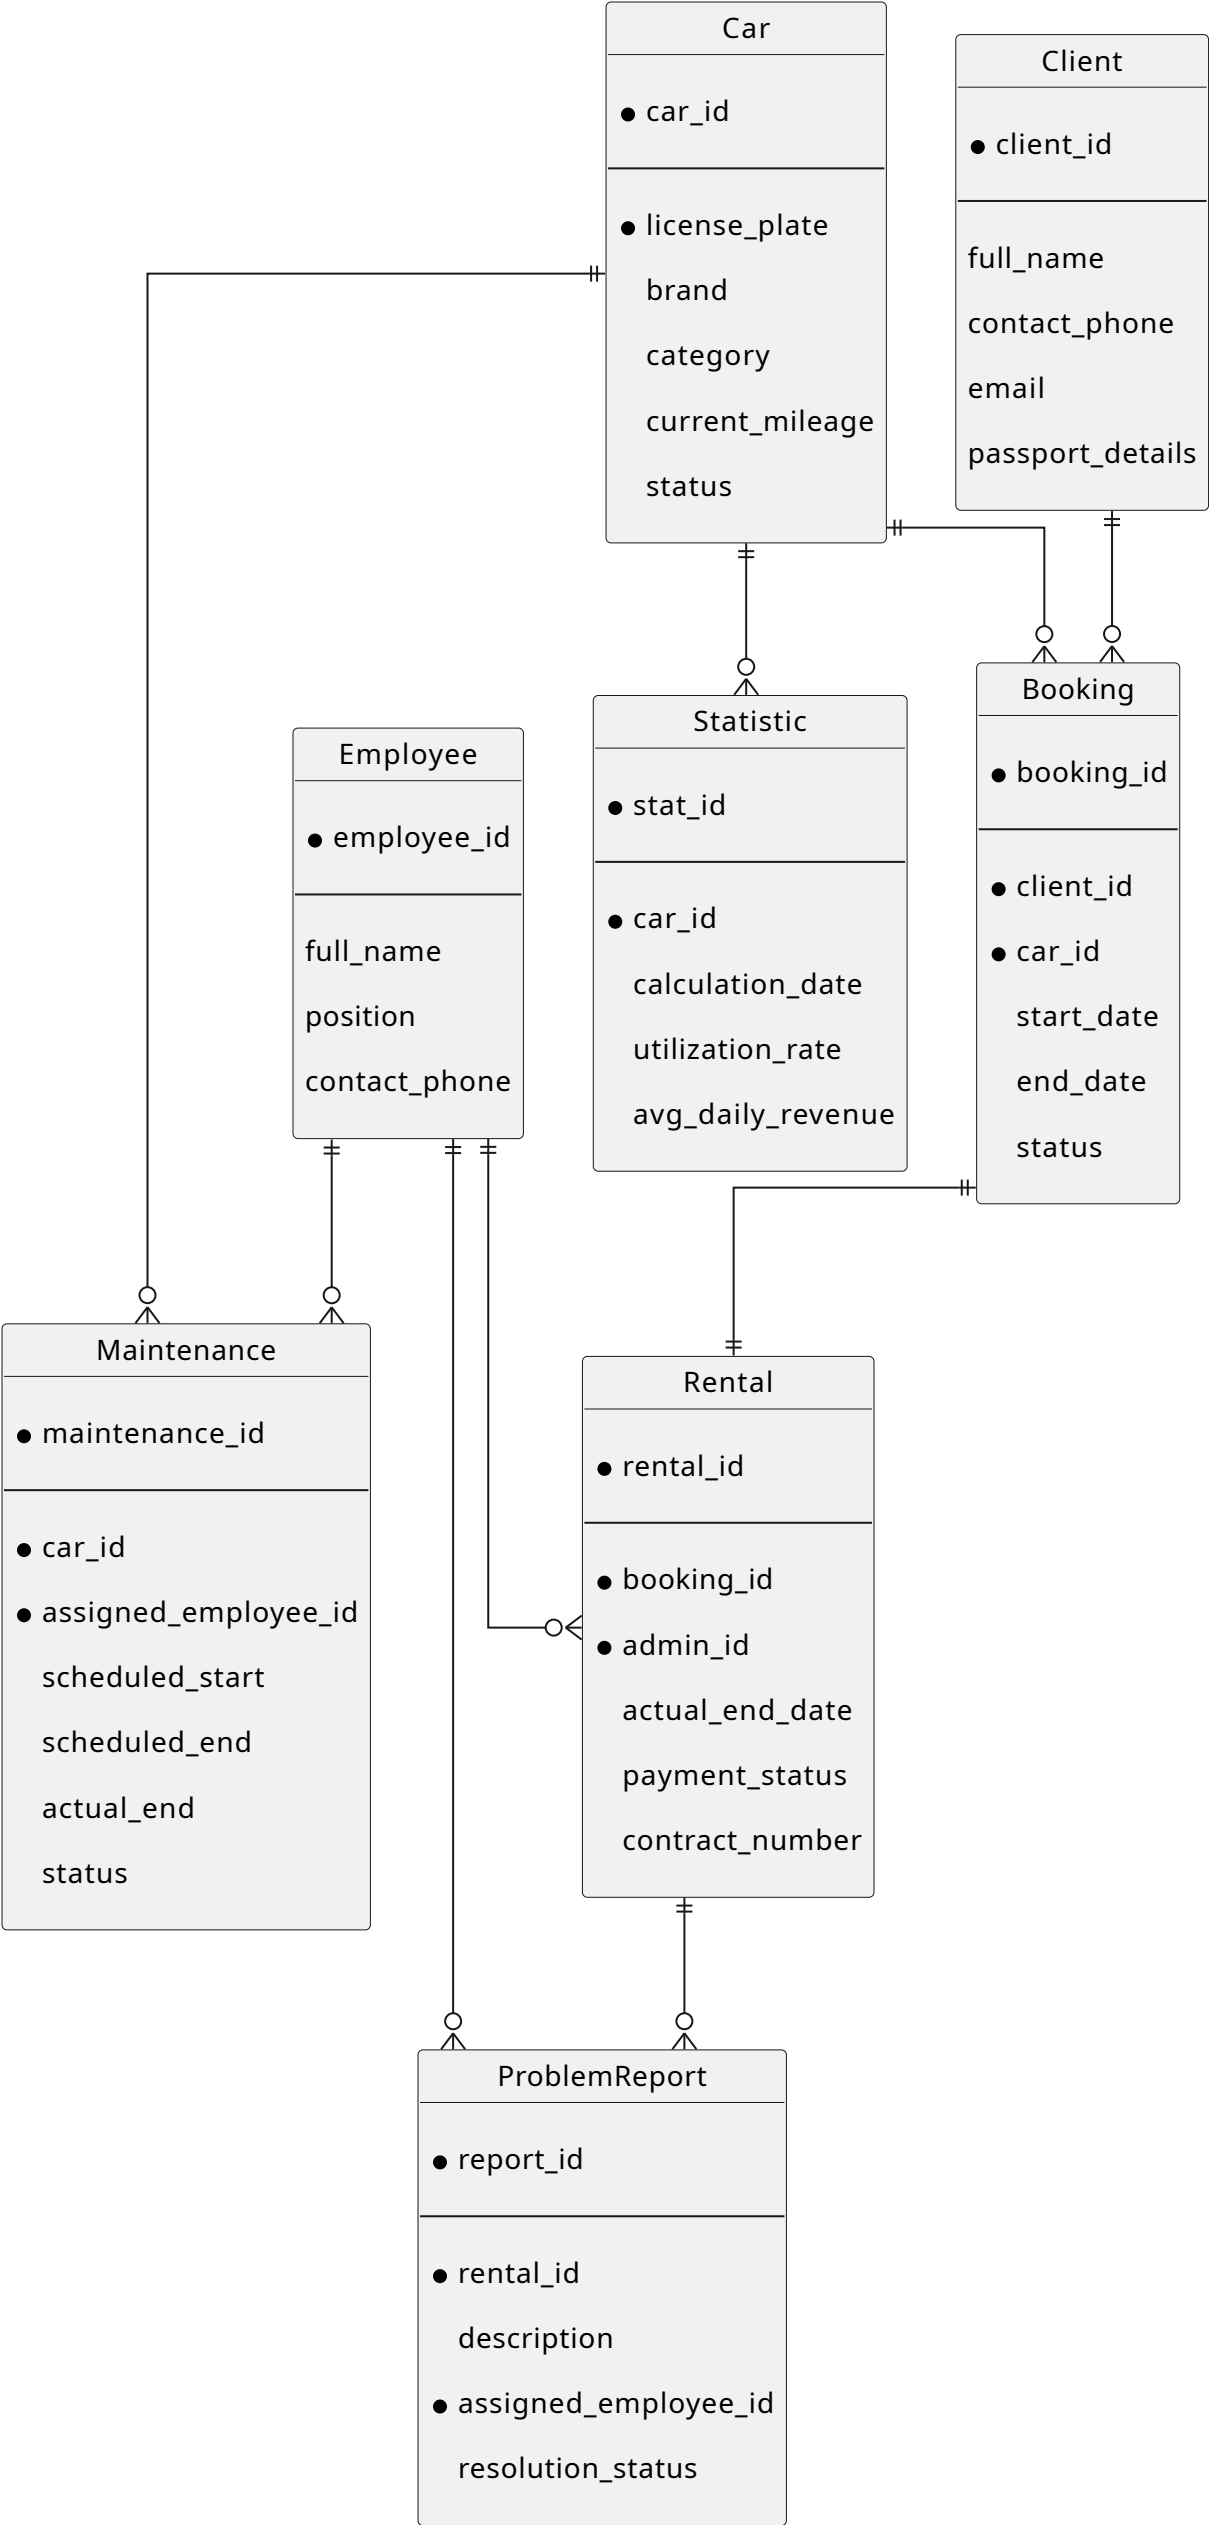 Car
car_id
license_plate
brand
category
current_mileage
status
Client
client_id
full_name
contact_phone
email
passport_details
Employee
employee_id
full_name
position
contact_phone
Statistic
stat_id
car_id
calculation_date
utilization_rate
avg_daily_revenue
Booking
booking_id
client_id
car_id
start_date
end_date
status
Maintenance
maintenance_id
car_id
assigned_employee_id
scheduled_start
scheduled_end
actual_end
status
Rental
rental_id
booking_id
admin_id
actual_end_date
payment_status
contract_number
ProblemReport
report_id
rental_id
description
assigned_employee_id
resolution_status